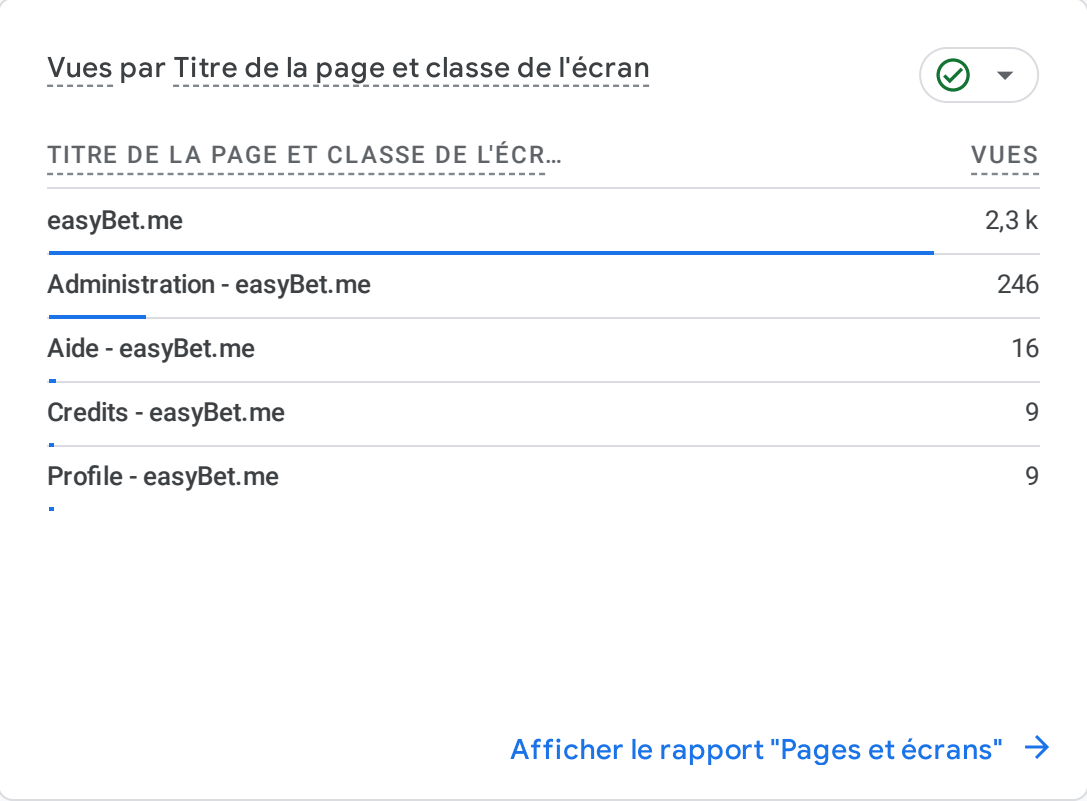 Vues par Titre de la page et classe de l'écran
TITRE DE LA PAGE ET CLASSE DE L'ÉCR… VUES
easyBet.me 2,3 k
Administration - easyBet.me 246
Aide - easyBet.me 16
Credits - easyBet.me 9
Profile - easyBet.me 9
Afficher le rapport "Pages et écrans"